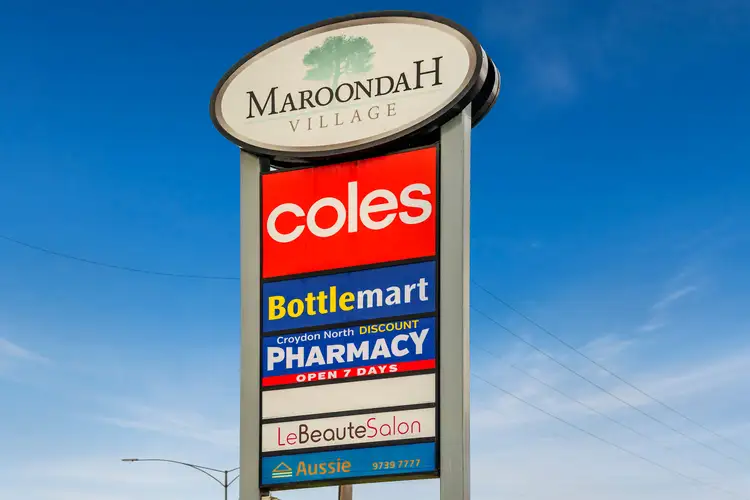 MAROONDAH
VILLAGE
coles
Bottlemart
Croydon North DISCOUNT
PHARMACY
OPEN 7 DAYS
LeBeauteSalon
Aussie 9739 7777